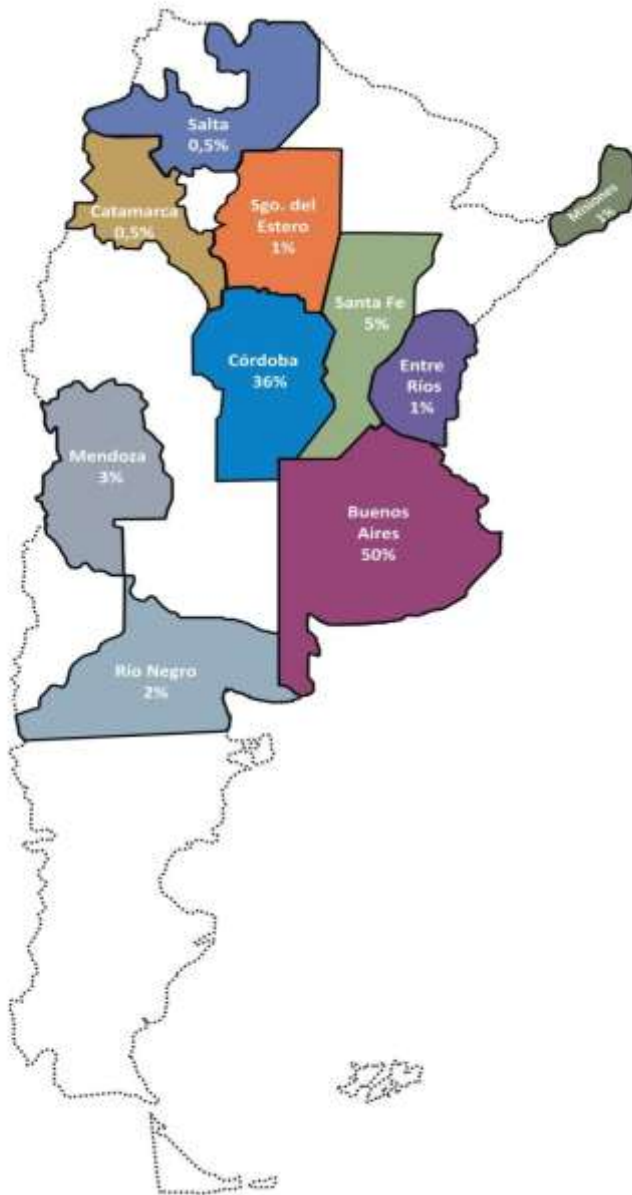 Salta
0,5%
Catamarca
0,5%
Sgo. del
Estero
1%
Misiones
1%
Santa Fe
5%
Córdoba
36%
Entre
Ríos
1%
Mendoza
3%
Buenos
Aires
50%
Río Negro
2%